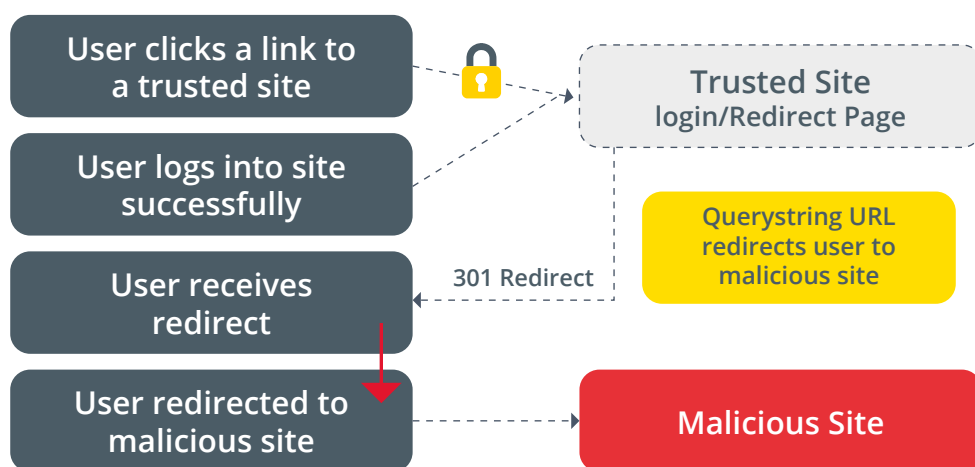 User clicks a link to
a trusted site
Trusted Site
login/Redirect Page
User logs into site
successfully
Querystring URL
redirects user to
malicious site
User receives
redirect
301 Redirect
User redirected to
malicious site
Malicious Site